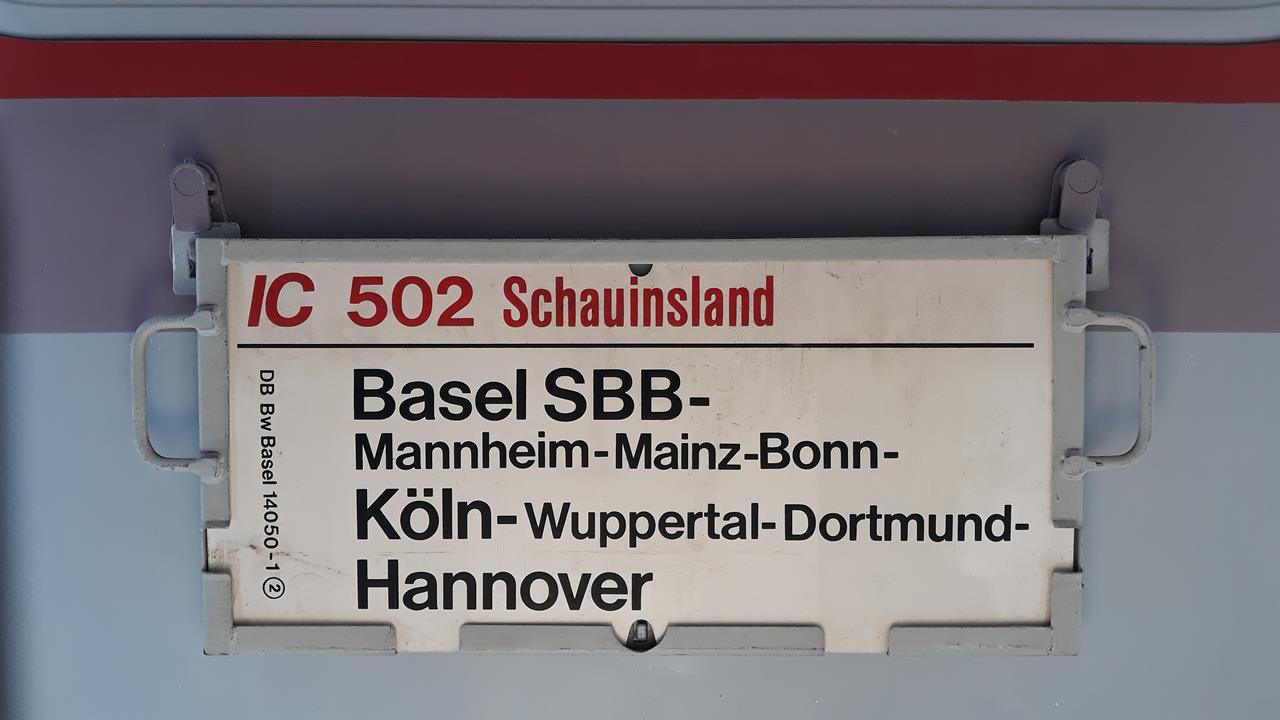 IC 502 Schauinsland
Basel SBB-
Mannheim-Mainz-Bonn-
Köln-Wuppertal-Dortmund-
Hannover
DB Bw Basel 14050-1 ②